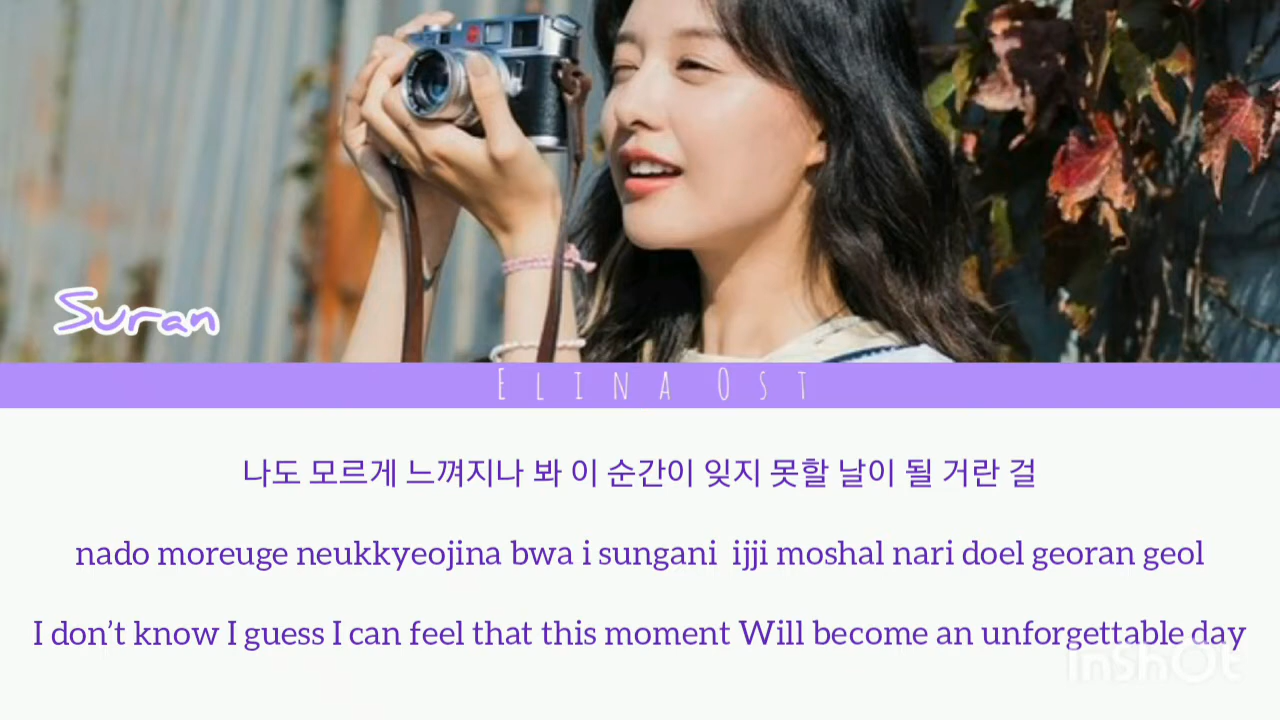 Suran
Elina Ost
나도 모르게 느껴지나 봐 이 순간이 잊지 못할 날이 될 거란 걸
nado moreuge neukkyeojina bwa i sungani ijji moshal nari doel georan geol
I don’t know I guess I can feel that this moment Will become an unforgettable day
InShOt